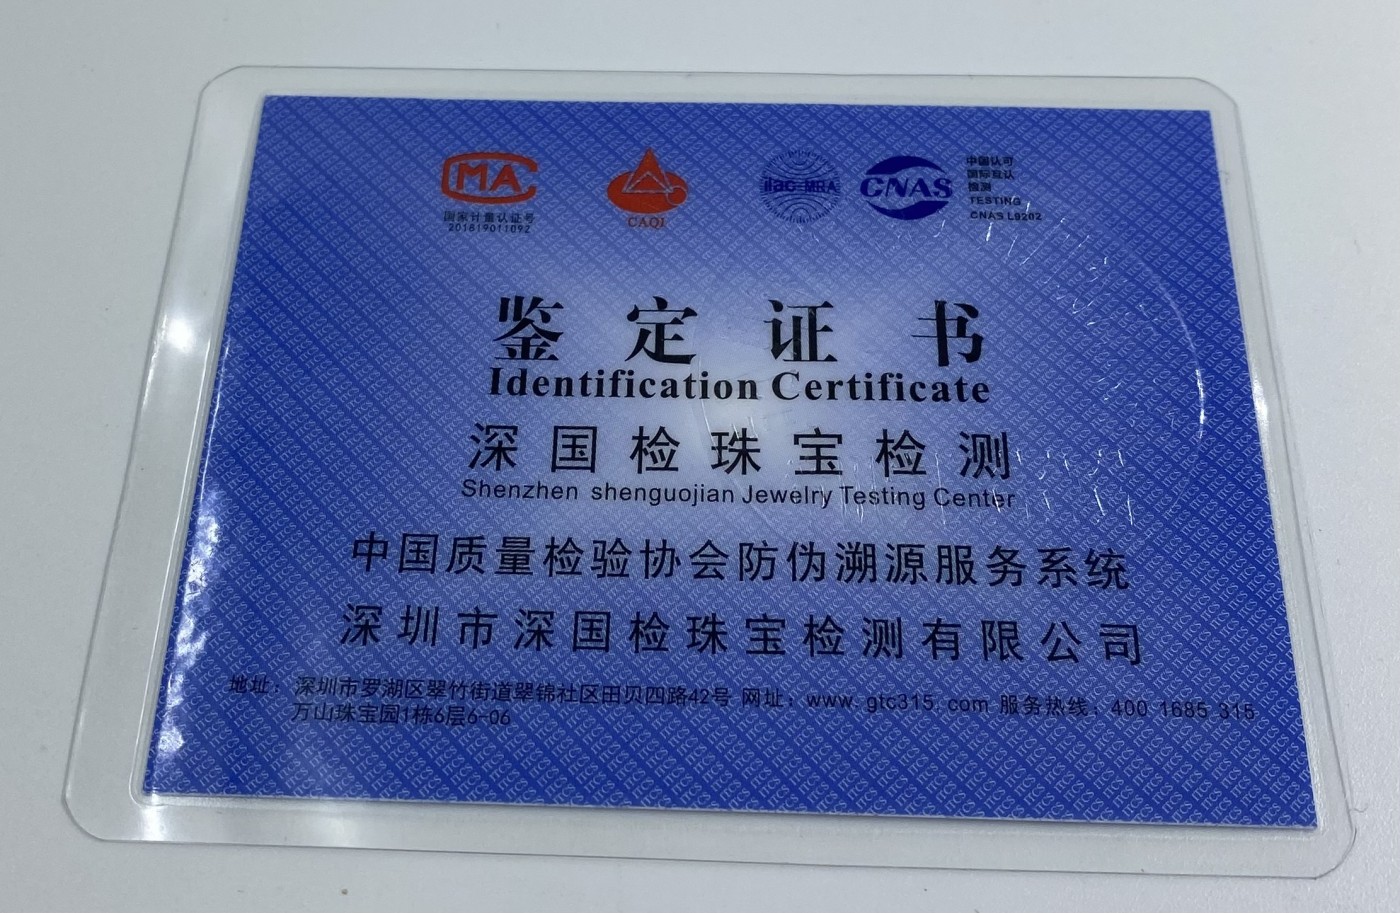 CMA
国家计量认证号
201819011092
CAQI
ilac-MRA
CNAS
中国认可
国际互认
检测
TESTING
CNAS L9202
鉴定证书
Identification Certificate
深国检珠宝检测
Shenzhen shenguojian Jewelry Testing Center
中国质量检验协会防伪溯源服务系统
深圳市深国检珠宝检测有限公司
地址：深圳市罗湖区翠竹街道翠锦社区田贝四路42号 网址：www.gtc315.com 服务热线：400 1685 315
万山珠宝园1栋6层6-06